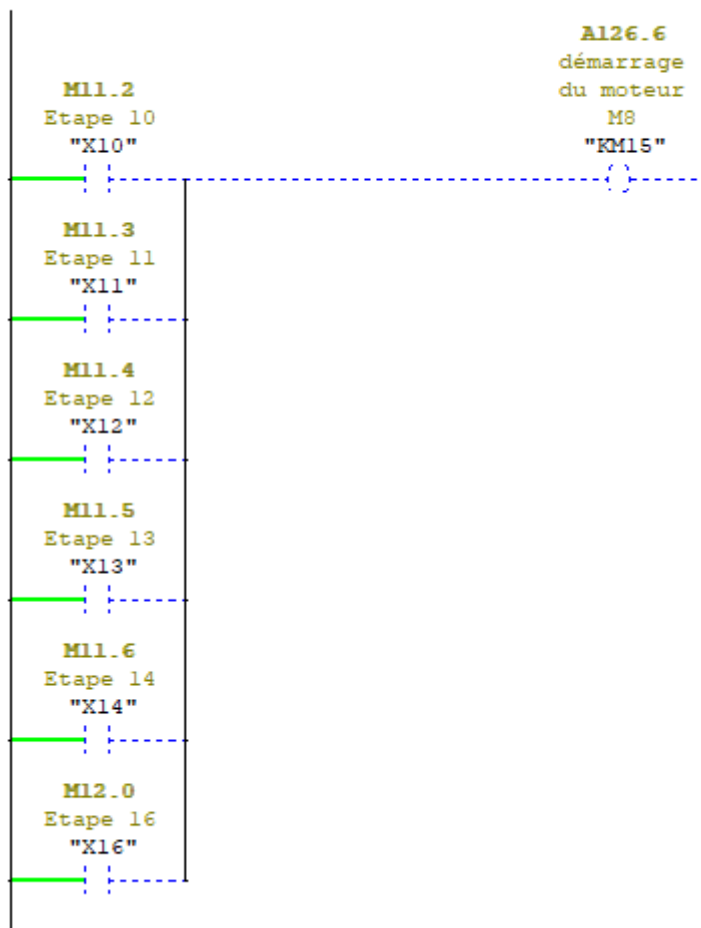 A126.6
démarrage
du moteur
M8
"KM15"
M11.2
Etape 10
"X10"
M11.3
Etape 11
"X11"
M11.4
Etape 12
"X12"
M11.5
Etape 13
"X13"
M11.6
Etape 14
"X14"
M12.0
Etape 16
"X16"